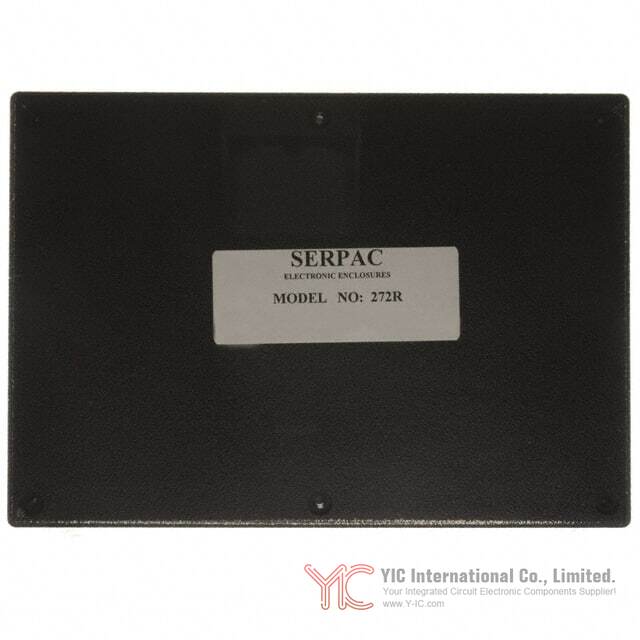 SERPAC
ELECTRONIC ENCLOSURES
MODEL NO: 272R
YIC YIC International Co., Limited.
Your Integrated Circuit Electronic Components Supplier!
www.Y-IC.com